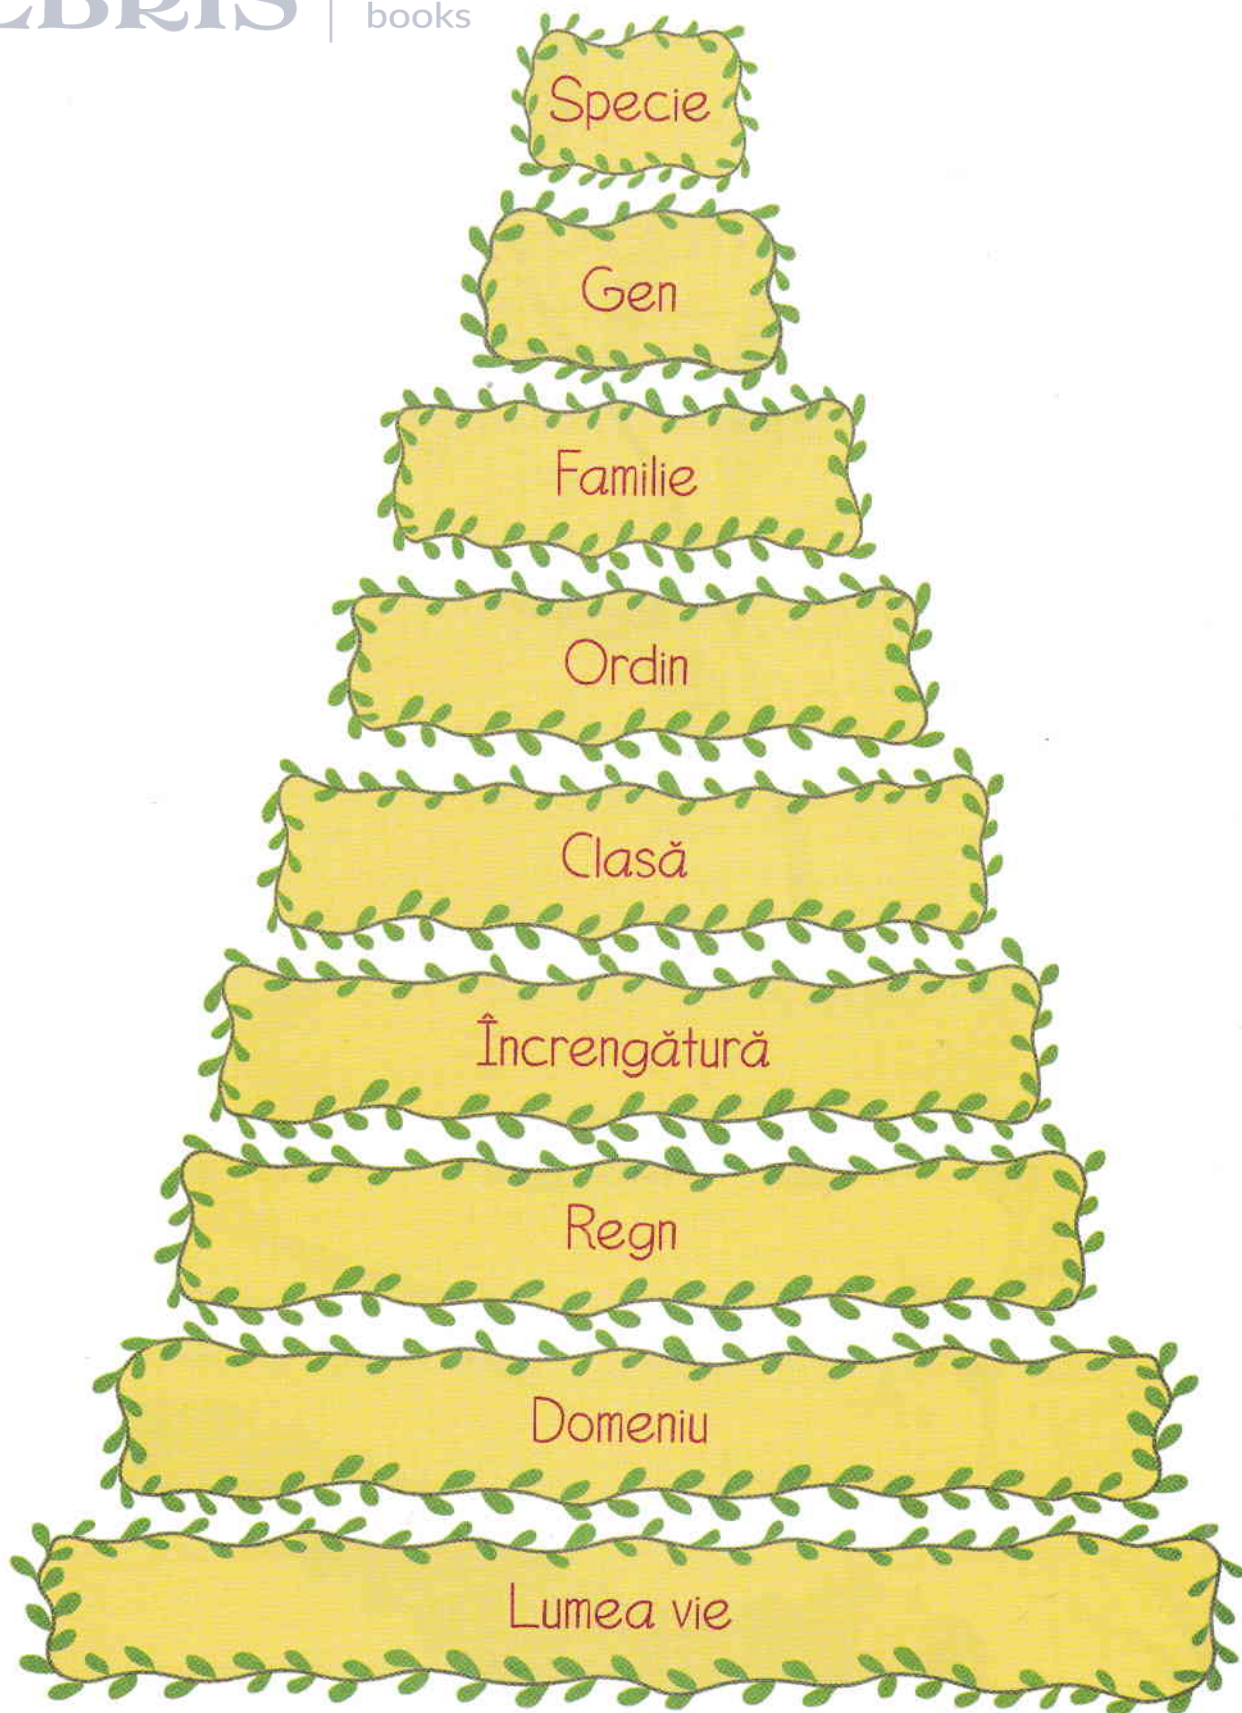 books
Specie
Gen
Familie
Ordin
Clasă
Încrengătură
Regn
Domeniu
Lumea vie